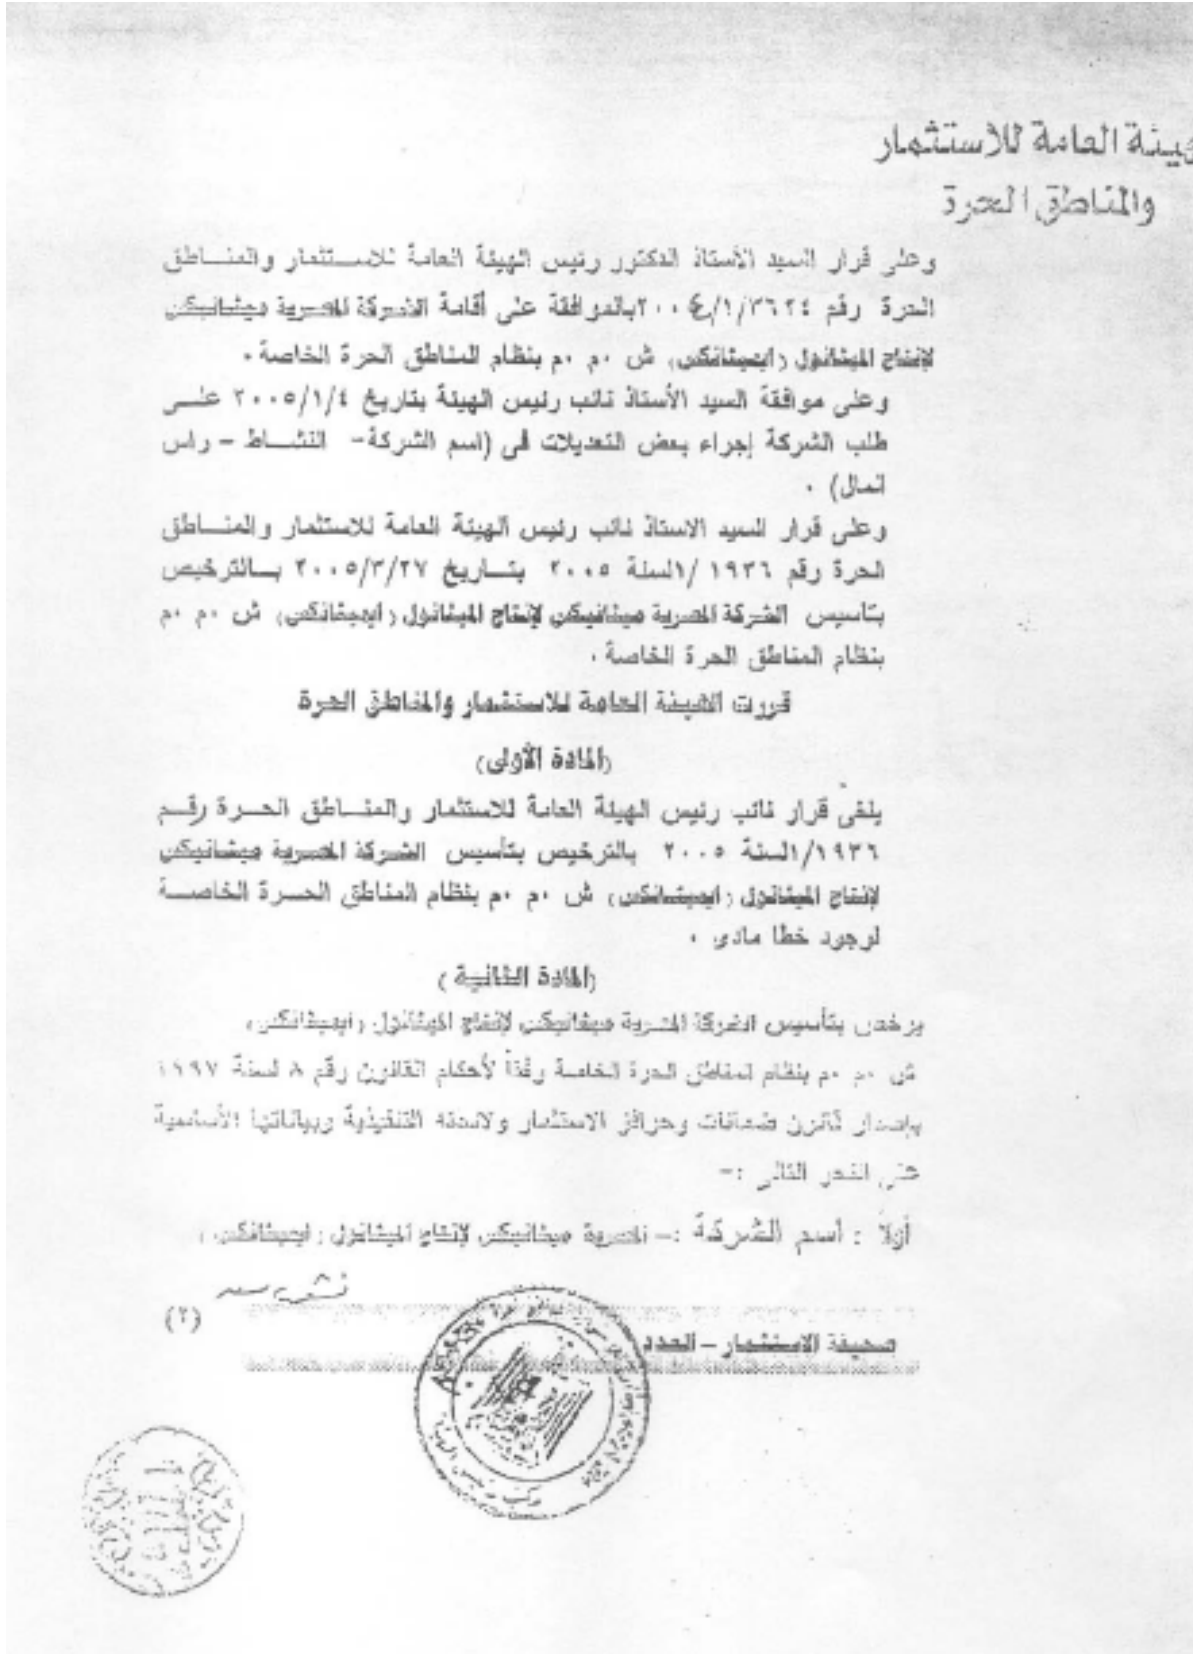 هيئة العامة للاستثمار
والمناطق الحرة
وعلى قرار السيد الأستاذ الدكتور رئيس الهيئة العامة للاستثمار والمناطق
الحرة رقم ٣٦٢٤/١/٢٠٠٤ بالموافقة على أقامة الشركة المصرية ميثانيكس
لإنتاج الميثانول (ايميثانكس) ش ٠م ٠م بنظام المناطق الحرة الخاصة ٠
وعلى موافقة السيد الأستاذ نائب رئيس الهيئة بتاريخ ٢٠٠٥/١/٤ على
طلب الشركة إجراء بعض التعديلات فى (اسم الشركة- النشاط - راس
المال) ٠
وعلى قرار السيد الاستاذ نائب رئيس الهيئة العامة للاستثمار والمناطق
الحرة رقم ١٩٣٦ /١لسنة ٢٠٠٥ بتاريخ ٢٠٠٥/٣/٢٧ بالترخيص
بتأسيس الشركة المصرية ميثانيكس لإنتاج الميثانول (ايميثانكس) ش ٠م ٠م
بنظام المناطق الحرة الخاصة ٠
قررت الهيئة العامة للاستثمار والمناطق الحرة
(المادة الأولى)
يلغى قرار نائب رئيس الهيئة العامة للاستثمار والمناطق الحرة رقم
١/١٩٣٦لسنة ٢٠٠٥ بالترخيص بتأسيس الشركة المصرية ميثانيكس
لإنتاج الميثانول (ايميثانكس) ش ٠م ٠م بنظام المناطق الحرة الخاصة
لوجود خطا مادى ٠
(المادة الثانية )
يرخص بتأسيس الشركة المصرية ميثانيكس لإنتاج الميثانول (ايميثانكس)
ش ٠م ٠م بنظام المناطق الحرة الخاصة وفقاً لأحكام القانون رقم ٨ لسنة ١٩٩٧
بإصدار قانون ضمانات وحوافز الاستثمار ولائحته التنفيذية وبياناتها الأساسية
على النحو التالى :-
أولاً : أسم الشركة :- المصرية ميثانيكس لإنتاج الميثانول (ايميثانكس)
(٢)
صحيفة الاستثمار – العدد